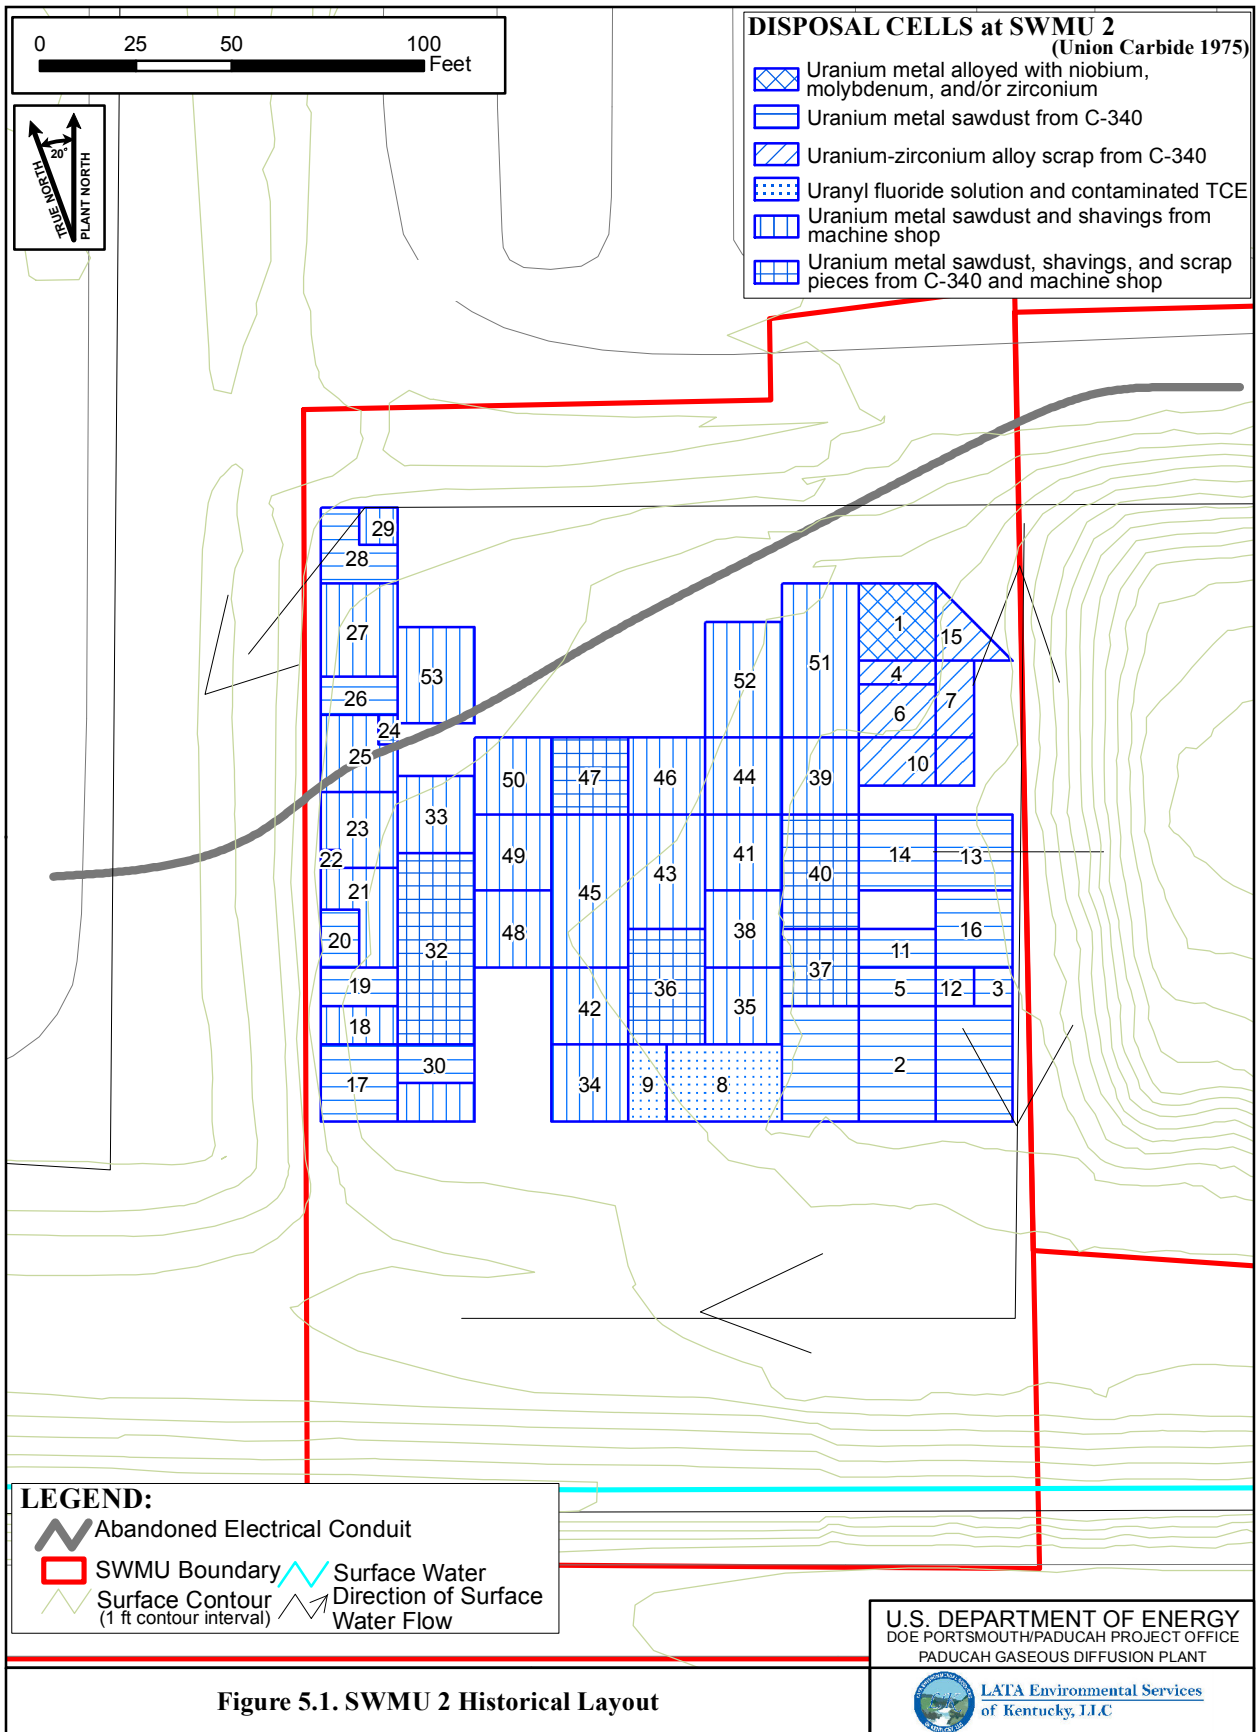 0 25 50 100
Feet
20°
TRUE NORTH
PLANT NORTH
DISPOSAL CELLS at SWMU 2
(Union Carbide 1975)
Uranium metal alloyed with niobium,
molybdenum, and/or zirconium
Uranium metal sawdust from C-340
Uranium-zirconium alloy scrap from C-340
Uranyl fluoride solution and contaminated TCE
Uranium metal sawdust and shavings from
machine shop
Uranium metal sawdust, shavings, and scrap
pieces from C-340 and machine shop
29
28
27
1
15
51
4
53
52
26
7
6
24
25
10
50
47
46
44
39
33
23
22
49
41
14
13
40
21
45
43
20
48
38
16
32
11
37
19
36
5
12
3
18
42
35
30
2
17
34
9
8
LEGEND:
Abandoned Electrical Conduit
SWMU Boundary
Surface Water
Surface Contour
(1 ft contour interval)
Direction of Surface
Water Flow
U.S. DEPARTMENT OF ENERGY
DOE PORTSMOUTH/PADUCAH PROJECT OFFICE
PADUCAH GASEOUS DIFFUSION PLANT
Figure 5.1. SWMU 2 Historical Layout
LATA Environmental Services
of Kentucky, LLC